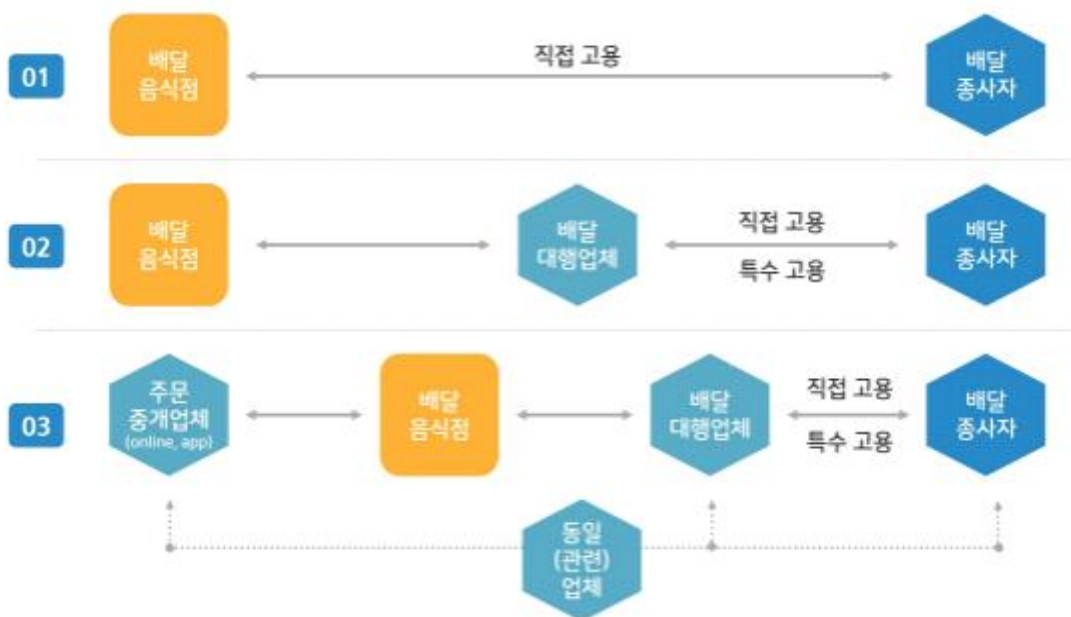 01
배달
음식점
직접 고용
배달
종사자
02
배달
음식점
배달
대행업체
직접 고용
특수 고용
배달
종사자
03
주문
중개업체
(online, app)
배달
음식점
배달
대행업체
직접 고용
특수 고용
배달
종사자
동일
(관련)
업체